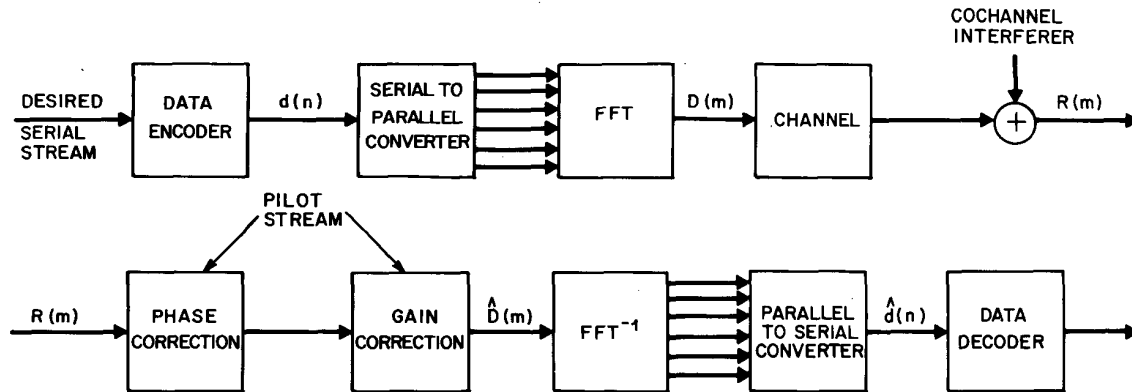 COCHANNEL
INTERFERER
DESIRED
SERIAL
STREAM
DATA
ENCODER
d(n)
SERIAL TO
PARALLEL
CONVERTER
FFT
D(m)
CHANNEL
+
R(m)
PILOT
STREAM
R(m)
PHASE
CORRECTION
GAIN
CORRECTION
D̂(m)
FFT⁻¹
PARALLEL
TO SERIAL
CONVERTER
d̂(n)
DATA
DECODER